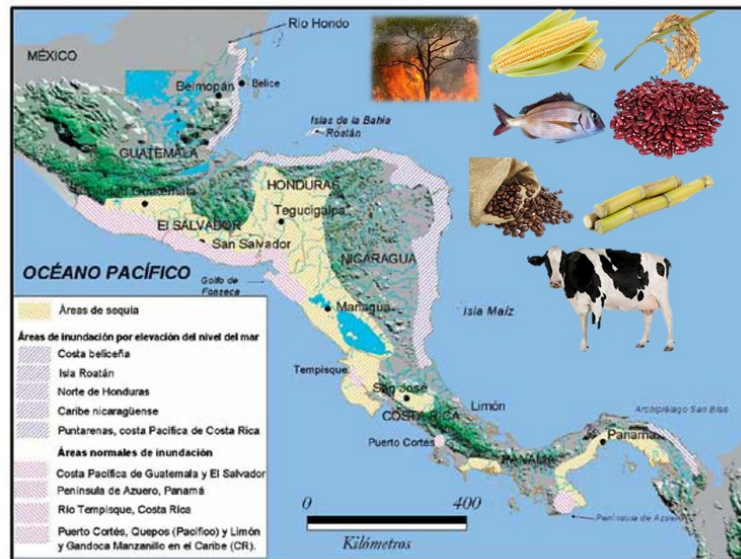 Río Hondo
MÉXICO
Belmopán
Belice
Islas de la Bahía
Roatán
GUATEMALA
Ciudad Guatemala
HONDURAS
Tegucigalpa
EL SALVADOR
San Salvador
NICARAGUA
OCÉANO PACÍFICO
Golfo de
Fonseca
Managua
Isla Maíz
Tempisque
San José
Limón
COSTA RICA
Puerto Cortés
Archipiélago San Blas
Panamá
PANAMÁ
Península de Azuero
0
400
Kilómetros
Áreas de sequía
Áreas de inundación por elevación del nivel del mar
Costa beliceña
Isla Roatán
Norte de Honduras
Caribe nicaragüense
Puntarenas, costa Pacífica de Costa Rica
Áreas normales de inundación
Costa Pacífica de Guatemala y El Salvador
Península de Azuero, Panamá
Río Tempisque, Costa Rica
Puerto Cortés, Quepos (Pacífico) y Limón
y Gandoca Manzanillo en el Caribe (CR).